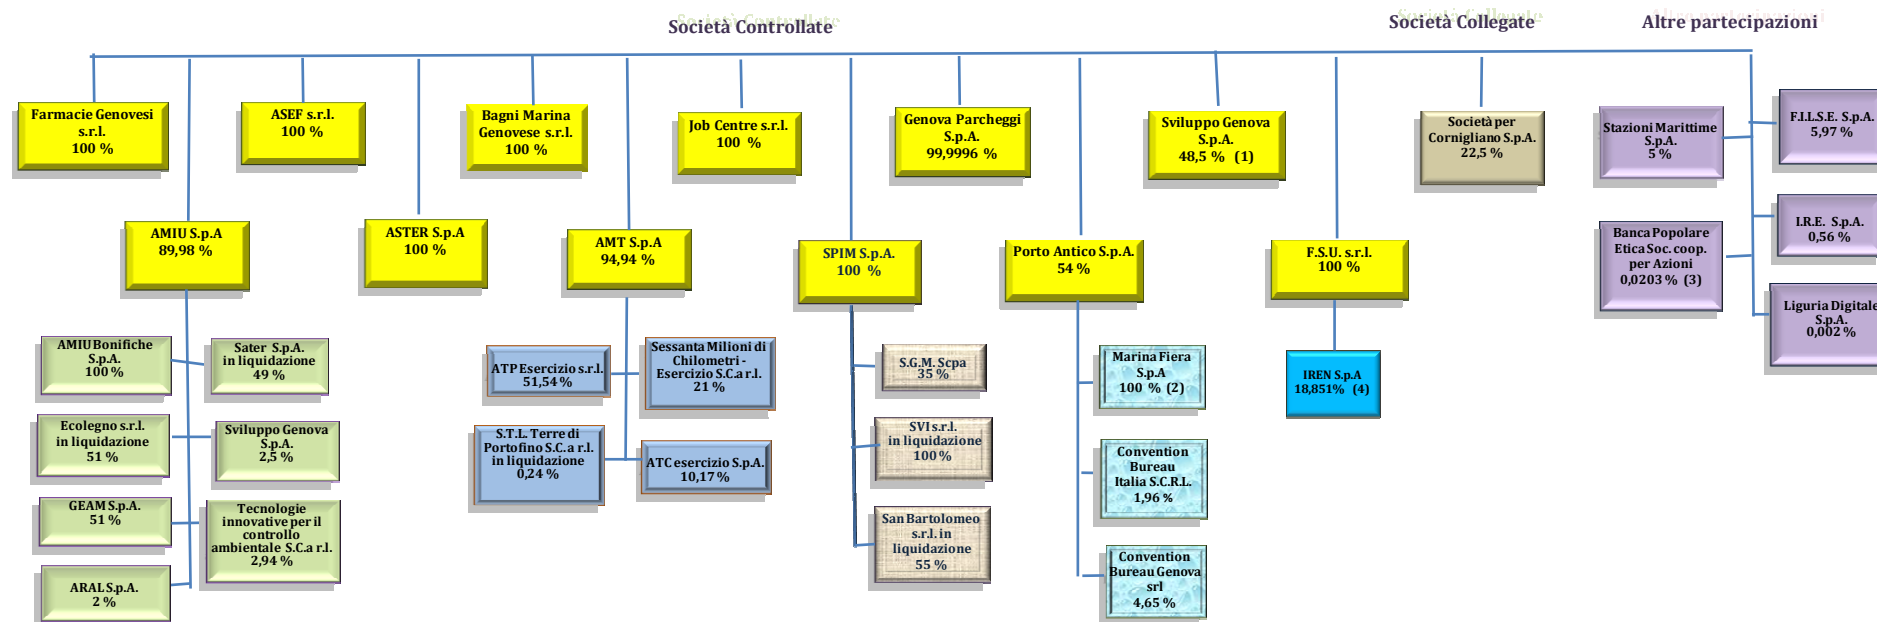 Società Controllate
Società Collegate
Altre partecipazioni
Farmacie Genovesi
s.r.l.
100 %
ASEF s.r.l.
100 %
Bagni Marina
Genovese s.r.l.
100 %
Job Centre s.r.l.
100 %
Genova Parcheggi
S.p.A.
99,9996 %
Sviluppo Genova
S.p.A.
48,5 % (1)
Società per
Cornigliano S.p.A.
22,5 %
Stazioni Marittime
S.p.A.
5 %
F.I.L.S.E. S.p.A.
5,97 %
AMIU S.p.A
89,98 %
ASTER S.p.A
100 %
AMT S.p.A
94,94 %
SPIM S.p.A.
100 %
Porto Antico S.p.A.
54 %
F.S.U. s.r.l.
100 %
Banca Popolare
Etica Soc. coop.
per Azioni
0,0203 % (3)
I.R.E. S.p.A.
0,56 %
Liguria Digitale
S.p.A.
0,002 %
AMIU Bonifiche
S.p.A.
100 %
Sater S.p.A.
in liquidazione
49 %
Ecolegno s.r.l.
in liquidazione
51 %
Sviluppo Genova
S.p.A.
2,5 %
GEAM S.p.A.
51 %
Tecnologie
innovative per il
controllo
ambientale S.C.a r.l.
2,94 %
ARAL S.p.A.
2 %
ATP Esercizio s.r.l.
51,54 %
Sessanta Milioni di
Chilometri -
Esercizio S.C.a r.l.
21 %
S.T.L. Terre di
Portofino S.C.a r.l.
in liquidazione
0,24 %
ATC esercizio S.p.A.
10,17 %
S.G.M. Scpa
35 %
SVI s.r.l.
in liquidazione
100 %
San Bartolomeo
s.r.l. in
liquidazione
55 %
Marina Fiera
S.p.A
100 % (2)
Convention
Bureau
Italia S.C.R.L.
1,96 %
Convention
Bureau Genova
srl
4,65 %
IREN S.p.A
18,851% (4)